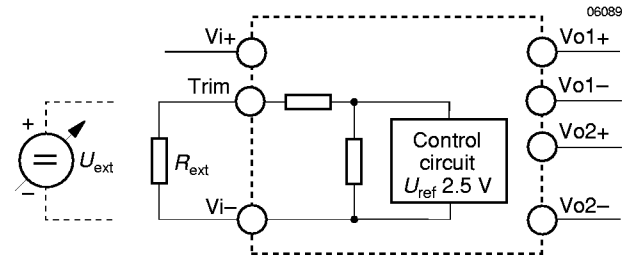 06089
Vi+
Vo1+
Trim
Vo1−
+
Uext
−
Rext
Control
circuit
Uref 2.5 V
Vo2+
Vi−
Vo2−